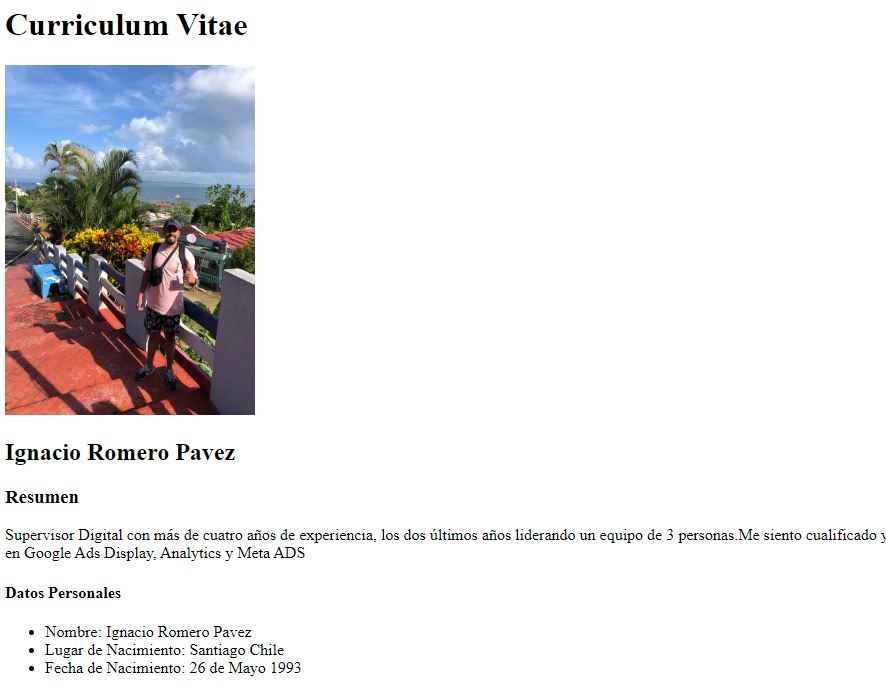 Curriculum Vitae
Ignacio Romero Pavez
Resumen
Supervisor Digital con más de cuatro años de experiencia, los dos últimos años liderando un equipo de 3 personas.Me siento cualificado y
en Google Ads Display, Analytics y Meta ADS
Datos Personales
Nombre: Ignacio Romero Pavez
Lugar de Nacimiento: Santiago Chile
Fecha de Nacimiento: 26 de Mayo 1993